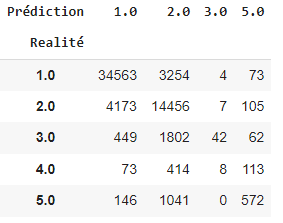 Prédiction 1.0 2.0 3.0 5.0
Realité
1.0 34563 3254 4 73
2.0 4173 14456 7 105
3.0 449 1802 42 62
4.0 73 414 8 113
5.0 146 1041 0 572